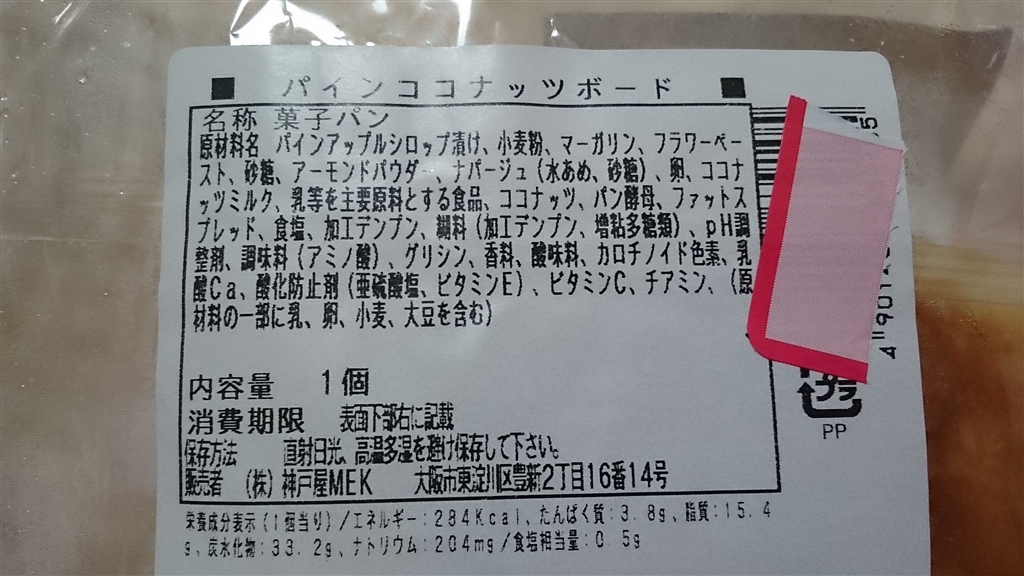 ■ パインココナッツボード ■
名称 菓子パン
原材料名 パインアップルシロップ漬け、小麦粉、マーガリン、フラワーペー
スト、砂糖、アーモンドパウダー、ナパージュ(水あめ、砂糖)、卵、ココナ
ッツミルク、乳等を主要原料とする食品、ココナッツ、パン酵母、ファットス
プレッド、食塩、加工デンプン、糊料(加工デンプン、増粘多糖類)、pH調
整剤、調味料(アミノ酸)、グリシン、香料、酸味料、カロチノイド色素、乳
酸Ca、酸化防止剤(亜硫酸塩、ビタミンE)、ビタミンC、チアミン、(原
材料の一部に乳、卵、小麦、大豆を含む)
内容量 1個
消費期限 表面下部右に記載
保存方法 直射日光、高温多湿を避け保存して下さい。
販売者 (株)神戸屋MEK 大阪市東淀川区豊新2丁目16番14号
栄養成分表示(1個当り)/エネルギー:284Kcal、たんぱく質:3.8g、脂質:15.4
g、炭水化物:33.2g、ナトリウム:204mg/食塩相当量:0.5g
プラ
PP